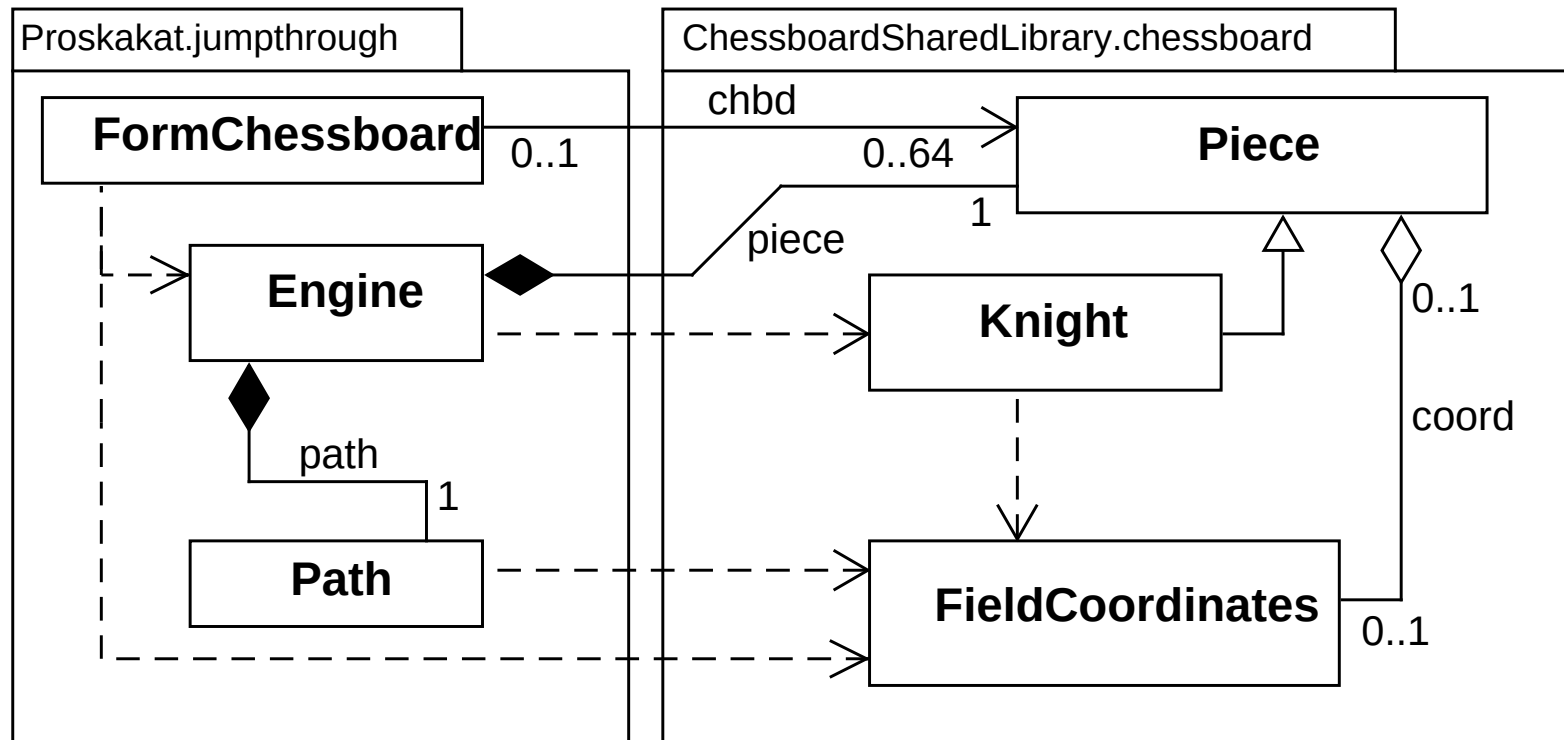 Proskakat.jumpthrough
ChessboardSharedLibrary.chessboard
FormChessboard
chbd
0..1
0..64
Piece
1
piece
Engine
Knight
0..1
coord
path
1
Path
FieldCoordinates
0..1